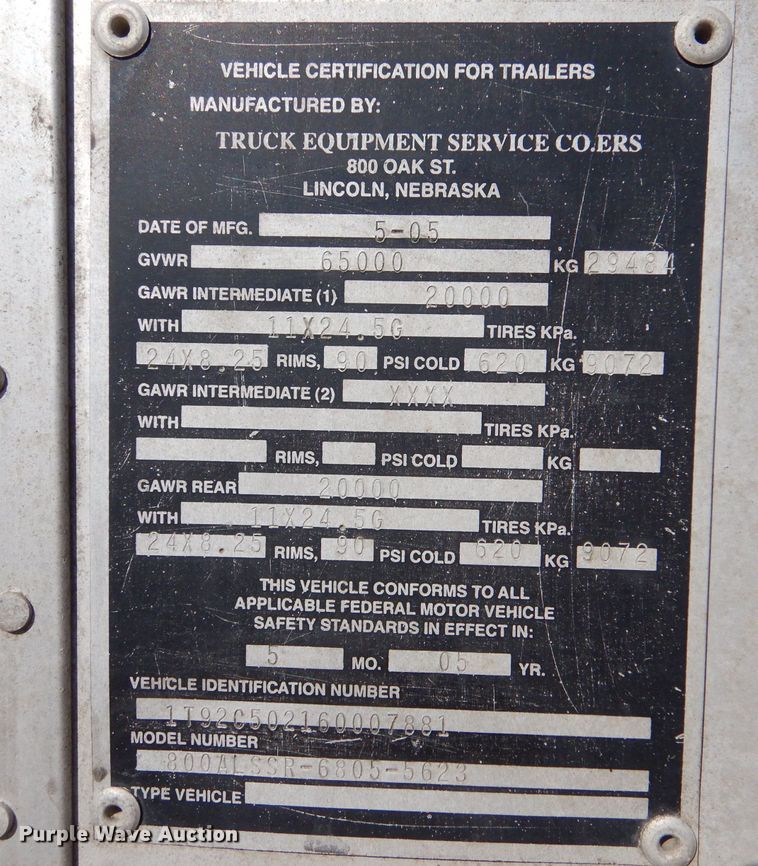 VEHICLE CERTIFICATION FOR TRAILERS
MANUFACTURED BY:
TRUCK EQUIPMENT SERVICE CO.ERS
800 OAK ST.
LINCOLN, NEBRASKA
DATE OF MFG. 5-05
GVWR 65000 KG 29484
GAWR INTERMEDIATE (1) 20000
WITH 11X24.5G TIRES KPa.
24X8.25 RIMS, 90 PSI COLD 620 KG 9072
GAWR INTERMEDIATE (2) XXXX
WITH TIRES KPa.
RIMS, PSI COLD KG
GAWR REAR 20000
WITH 11X24.5G TIRES KPa.
24X8.25 RIMS, 90 PSI COLD 620 KG 9072
THIS VEHICLE CONFORMS TO ALL
APPLICABLE FEDERAL MOTOR VEHICLE
SAFETY STANDARDS IN EFFECT IN:
5 MO. 05 YR.
VEHICLE IDENTIFICATION NUMBER
1T92C502160007881
MODEL NUMBER
800ALSSR-6805-5623
TYPE VEHICLE
Purple Wave Auction